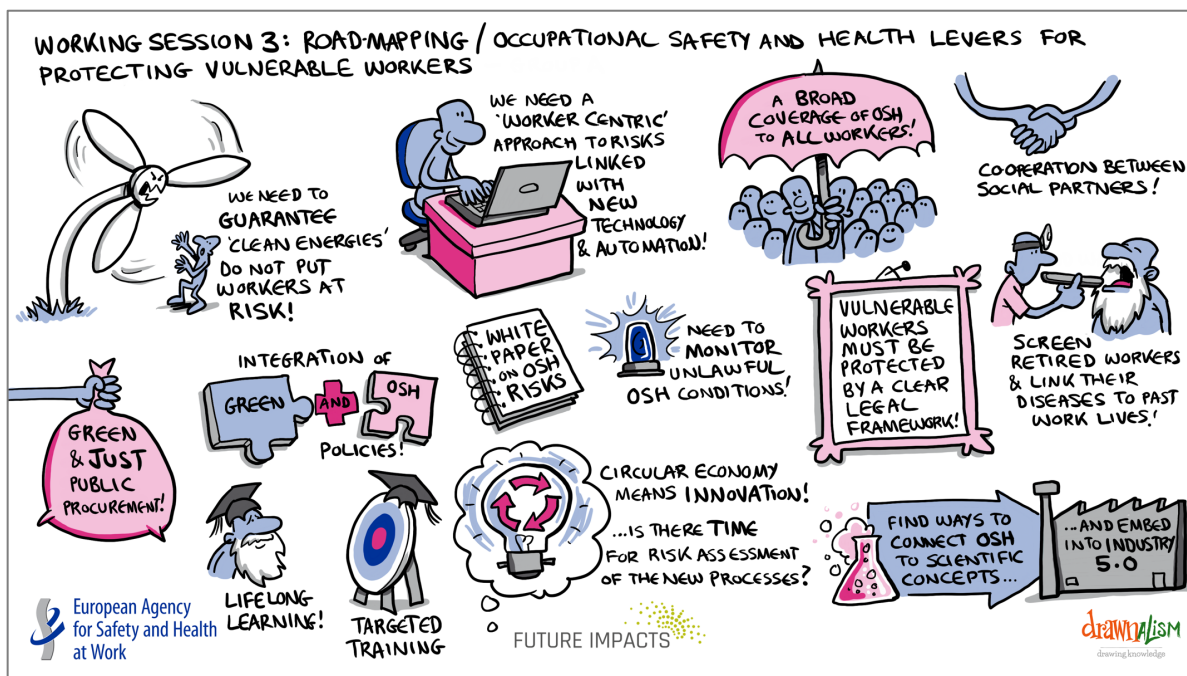 WORKING SESSION 3: ROAD-MAPPING / OCCUPATIONAL SAFETY AND HEALTH LEVERS FOR
PROTECTING VULNERABLE WORKERS
WE NEED TO
GUARANTEE
'CLEAN ENERGIES'
DO NOT PUT
WORKERS AT
RISK!
WE NEED A
'WORKER CENTRIC'
APPROACH TO RISKS
LINKED
WITH
NEW
TECHNOLOGY
& AUTOMATION!
A BROAD
COVERAGE OF OSH
TO ALL WORKERS!
CO-OPERATION BETWEEN
SOCIAL PARTNERS!
GREEN
& JUST
PUBLIC
PROCUREMENT!
INTEGRATION OF
GREEN
AND
OSH
POLICIES!
WHITE
PAPER
ON OSH
RISKS
NEED TO
MONITOR
UNLAWFUL
OSH CONDITIONS!
VULNERABLE
WORKERS
MUST BE
PROTECTED
BY A CLEAR
LEGAL
FRAMEWORK!
SCREEN
RETIRED WORKERS
& LINK THEIR
DISEASES TO PAST
WORK LIVES!
LIFELONG
LEARNING!
TARGETED
TRAINING
CIRCULAR ECONOMY
MEANS INNOVATION!
...IS THERE TIME
FOR RISK ASSESSMENT
OF THE NEW PROCESSES?
FIND WAYS TO
CONNECT OSH
TO SCIENTIFIC
CONCEPTS...
...AND EMBED
INTO INDUSTRY
5.0
European Agency
for Safety and Health
at Work
FUTURE IMPACTS
drawnalism
drawing knowledge